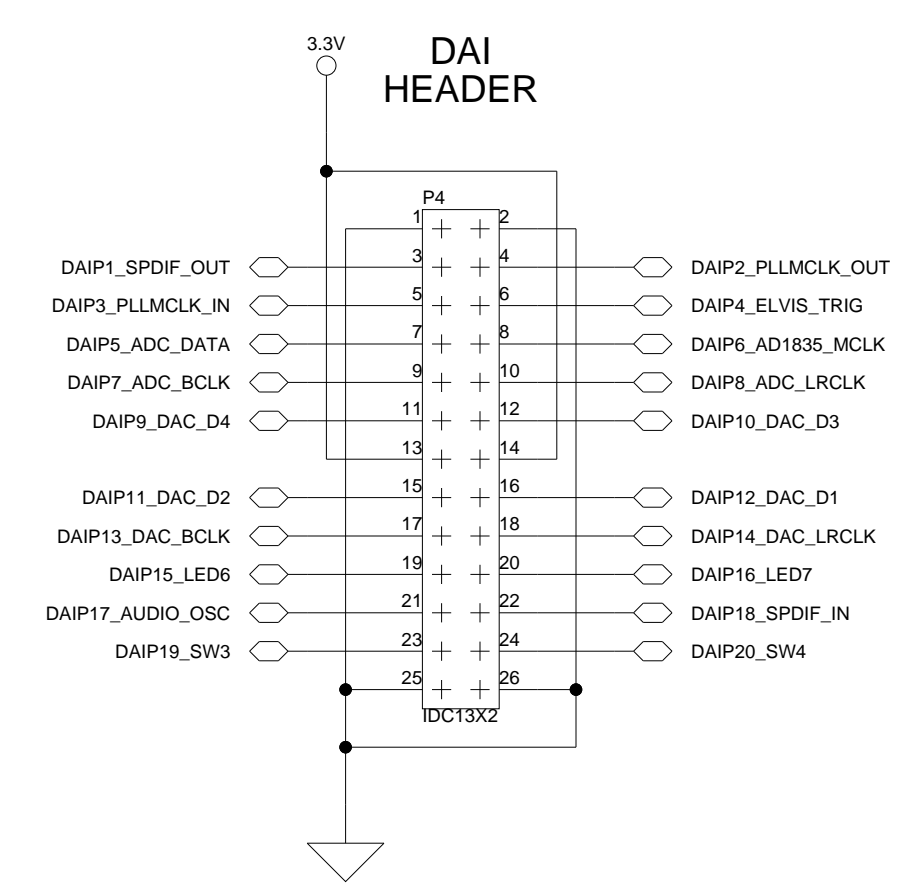 3.3V
DAI
HEADER
P4
1 2
DAIP1_SPDIF_OUT 3 4 DAIP2_PLLMCLK_OUT
DAIP3_PLLMCLK_IN 5 6 DAIP4_ELVIS_TRIG
DAIP5_ADC_DATA 7 8 DAIP6_AD1835_MCLK
DAIP7_ADC_BCLK 9 10 DAIP8_ADC_LRCLK
DAIP9_DAC_D4 11 12 DAIP10_DAC_D3
13 14
DAIP11_DAC_D2 15 16 DAIP12_DAC_D1
DAIP13_DAC_BCLK 17 18 DAIP14_DAC_LRCLK
DAIP15_LED6 19 20 DAIP16_LED7
DAIP17_AUDIO_OSC 21 22 DAIP18_SPDIF_IN
DAIP19_SW3 23 24 DAIP20_SW4
25 26
IDC13X2